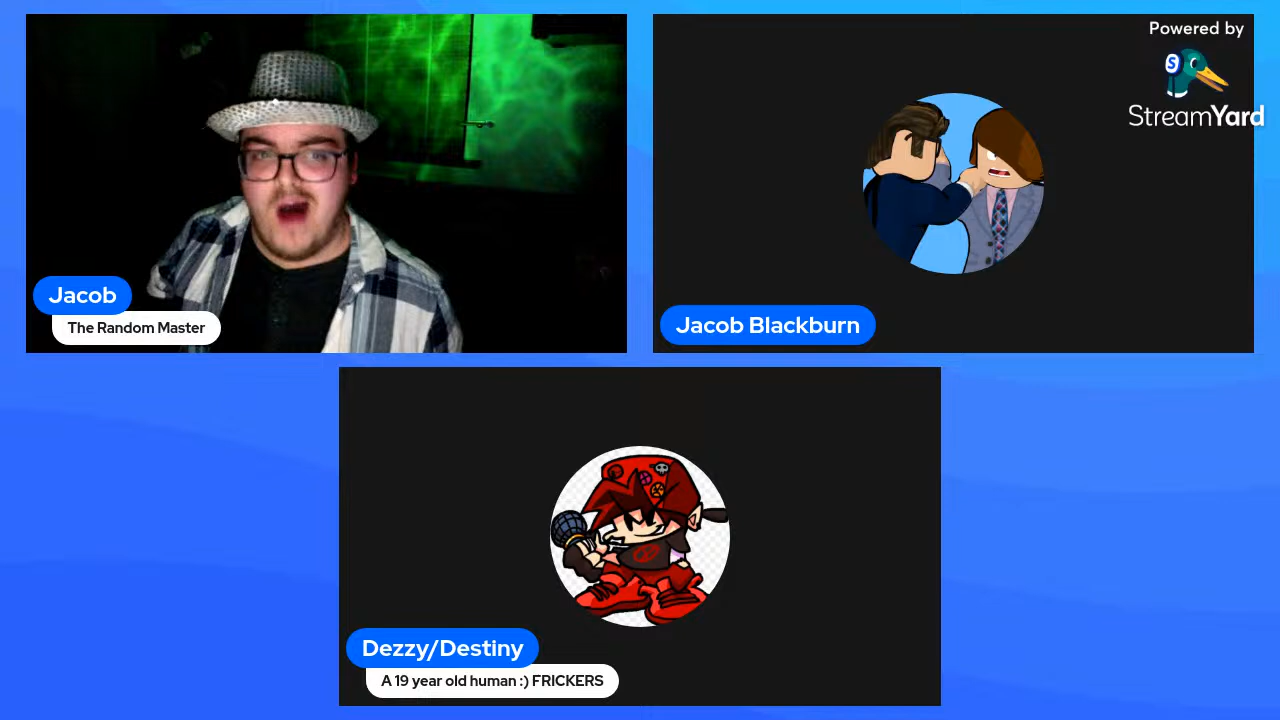 Powered by
StreamYard
Jacob
The Random Master
Jacob Blackburn
Dezzy/Destiny
A 19 year old human :) FRICKERS